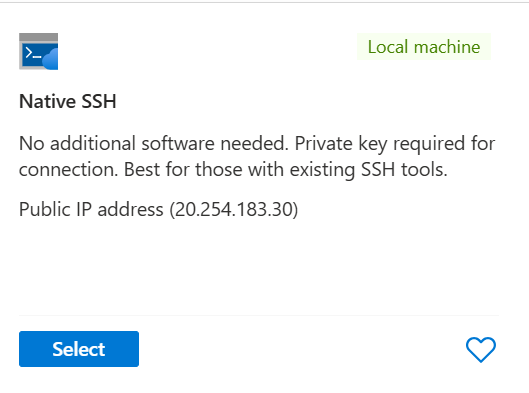 Local machine
Native SSH
No additional software needed. Private key required for
connection. Best for those with existing SSH tools.
Public IP address (20.254.183.30)
Select